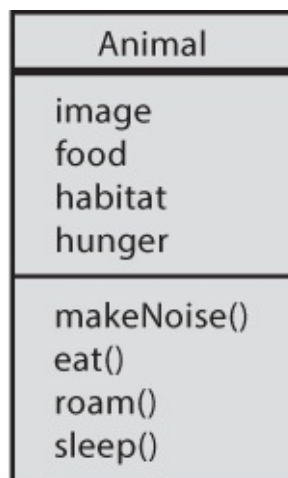 Animal
image
food
habitat
hunger
makeNoise()
eat()
roam()
sleep()